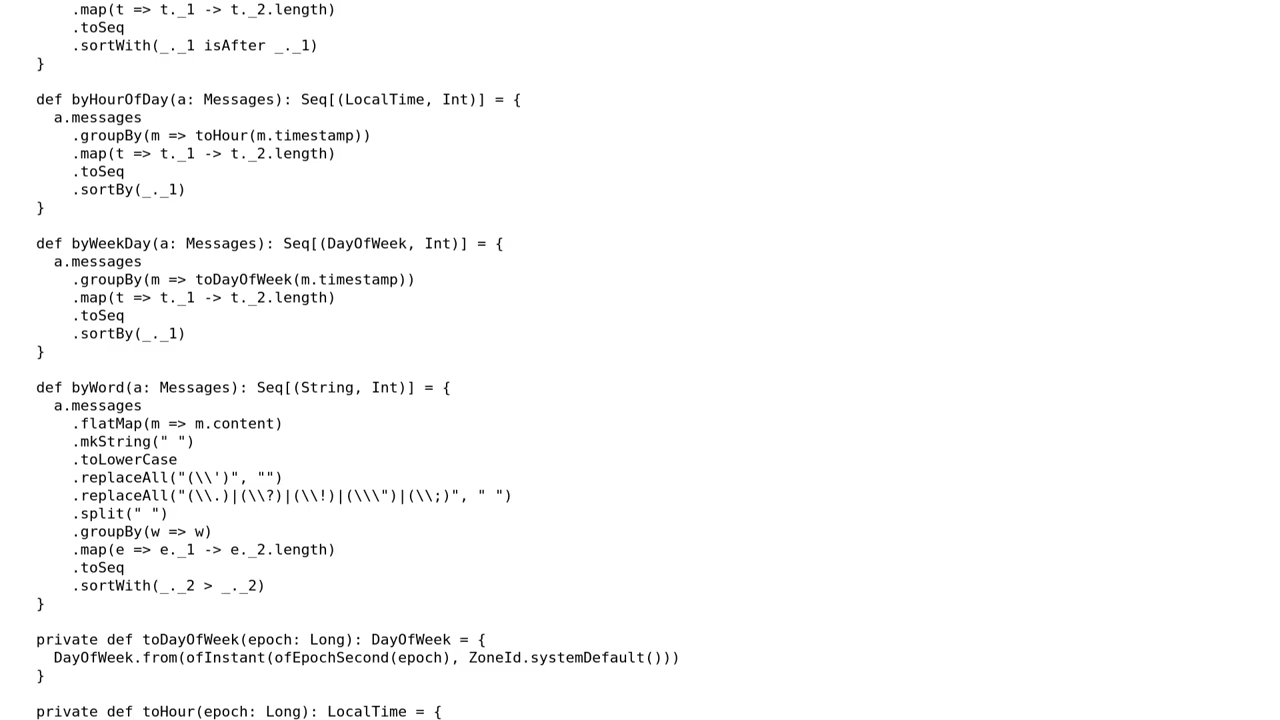 .map(t => t._1 -> t._2.length)
.toSeq
.sortWith(_._1 isAfter _._1)
}
def byHourOfDay(a: Messages): Seq[(LocalTime, Int)] = {
a.messages
.groupBy(m => toHour(m.timestamp))
.map(t => t._1 -> t._2.length)
.toSeq
.sortBy(_._1)
}
def byWeekDay(a: Messages): Seq[(DayOfWeek, Int)] = {
a.messages
.groupBy(m => toDayOfWeek(m.timestamp))
.map(t => t._1 -> t._2.length)
.toSeq
.sortBy(_._1)
}
def byWord(a: Messages): Seq[(String, Int)] = {
a.messages
.flatMap(m => m.content)
.mkString(" ")
.toLowerCase
.replaceAll("(\\')", "")
.replaceAll("(\\.)|(\\?)|(\\!)|(\\\")|(\\;)", " ")
.split(" ")
.groupBy(w => w)
.map(e => e._1 -> e._2.length)
.toSeq
.sortWith(_._2 > _._2)
}
private def toDayOfWeek(epoch: Long): DayOfWeek = {
DayOfWeek.from(ofInstant(ofEpochSecond(epoch), ZoneId.systemDefault()))
}
private def toHour(epoch: Long): LocalTime = {